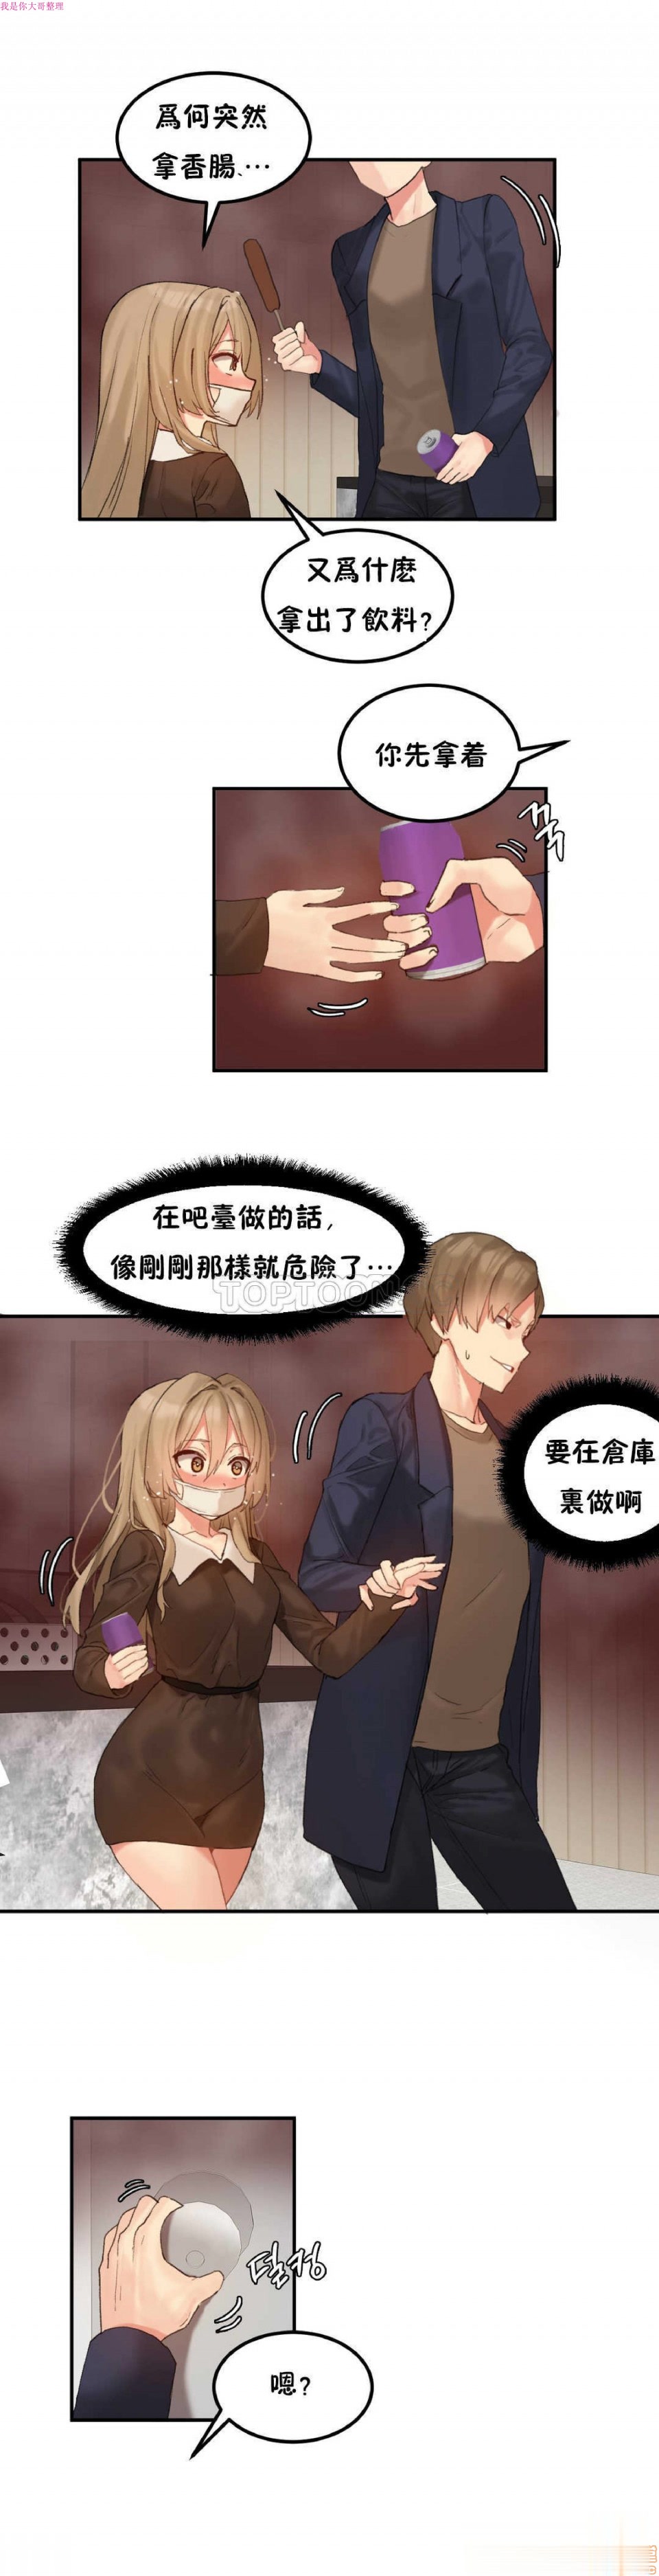 我是你大哥整理
爲何突然
拿香腸、…
又爲什麽
拿出了飲料?
你先拿着
꾹
在吧臺做的話,
像剛剛那樣就危險了…
TOPTOON
要在倉庫
裏做啊
덜컹
嗯?